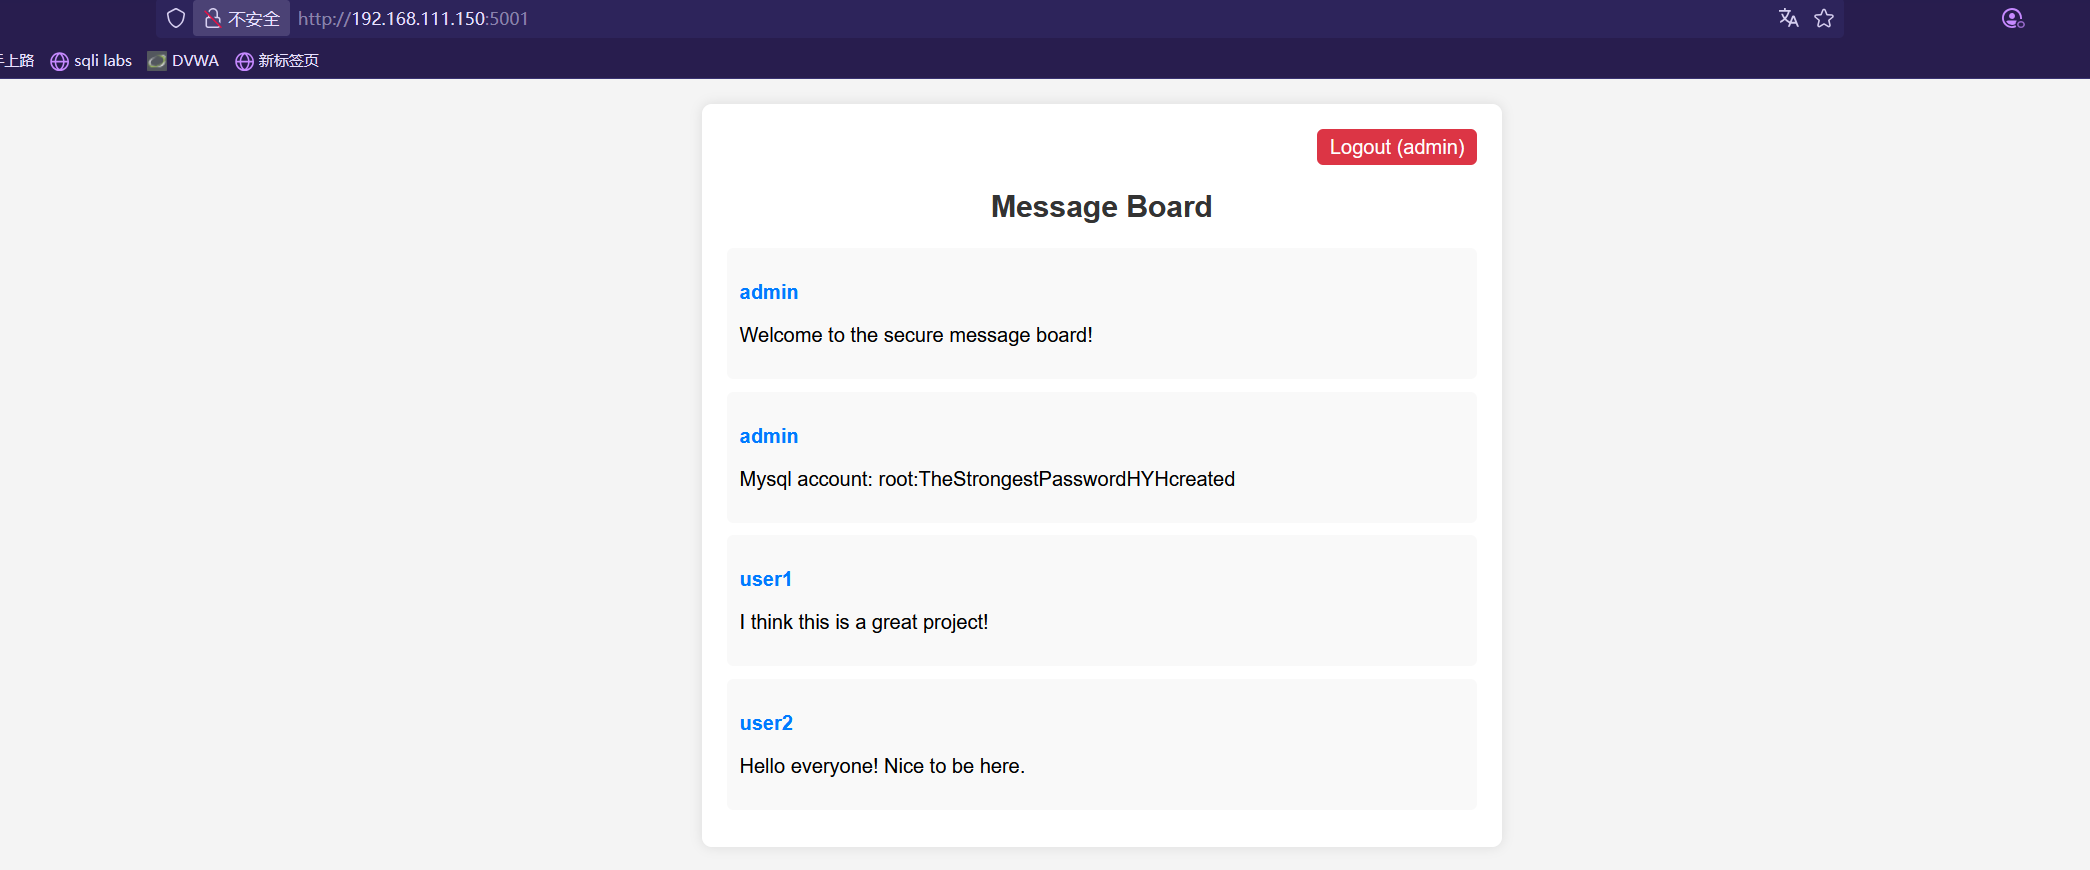 不安全 http://192.168.111.150:5001
上路 sqli labs DVWA 新标签页
Logout (admin)
Message Board
admin
Welcome to the secure message board!
admin
Mysql account: root:TheStrongestPasswordHYHcreated
user1
I think this is a great project!
user2
Hello everyone! Nice to be here.